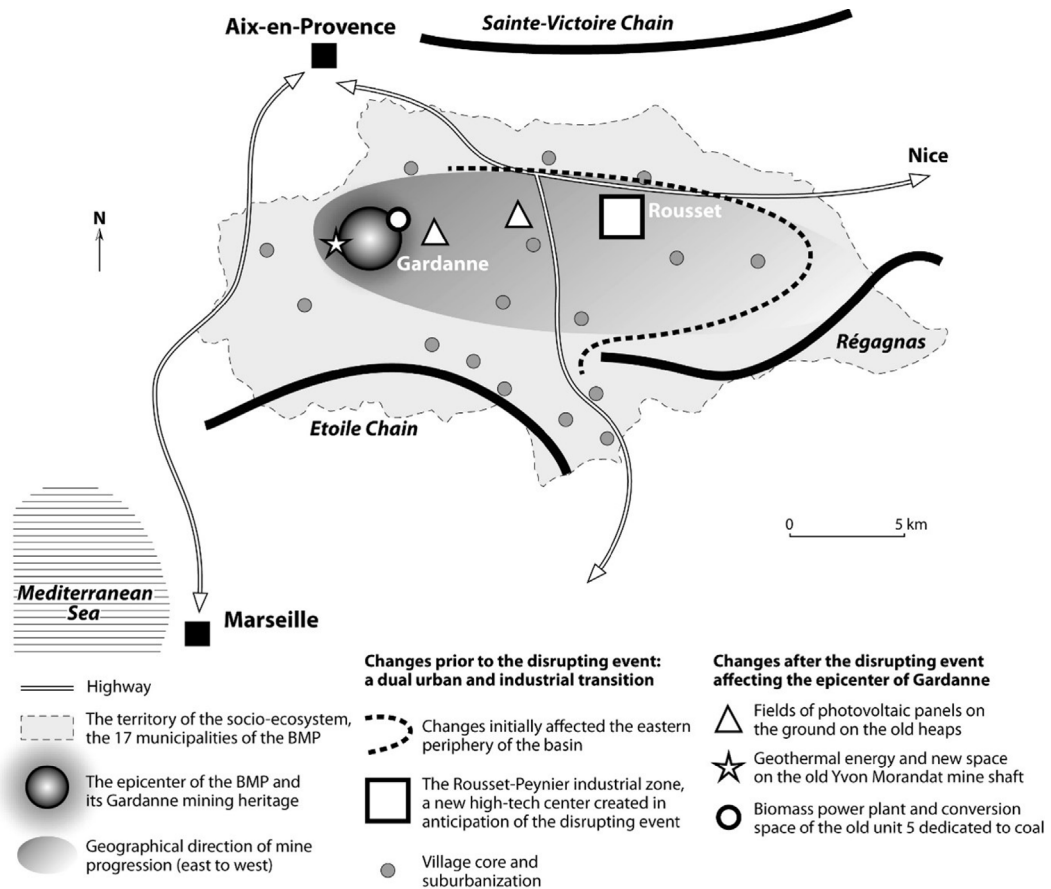 Sainte-Victoire Chain
Aix-en-Provence
Nice
N
Rousset
Gardanne
Régagnas
Etoile Chain
0 5 km
Mediterranean
Sea
Marseille
Highway
The territory of the socio-ecosystem,
the 17 municipalities of the BMP
The epicenter of the BMP and
its Gardanne mining heritage
Geographical direction of mine
progression (east to west)
Changes prior to the disrupting event:
a dual urban and industrial transition
Changes initially affected the eastern
periphery of the basin
The Rousset-Peynier industrial zone,
a new high-tech center created in
anticipation of the disrupting event
Village core and
suburbanization
Changes after the disrupting event
affecting the epicenter of Gardanne
Fields of photovoltaic panels on
the ground on the old heaps
Geothermal energy and new space
on the old Yvon Morandat mine shaft
Biomass power plant and conversion
space of the old unit 5 dedicated to coal